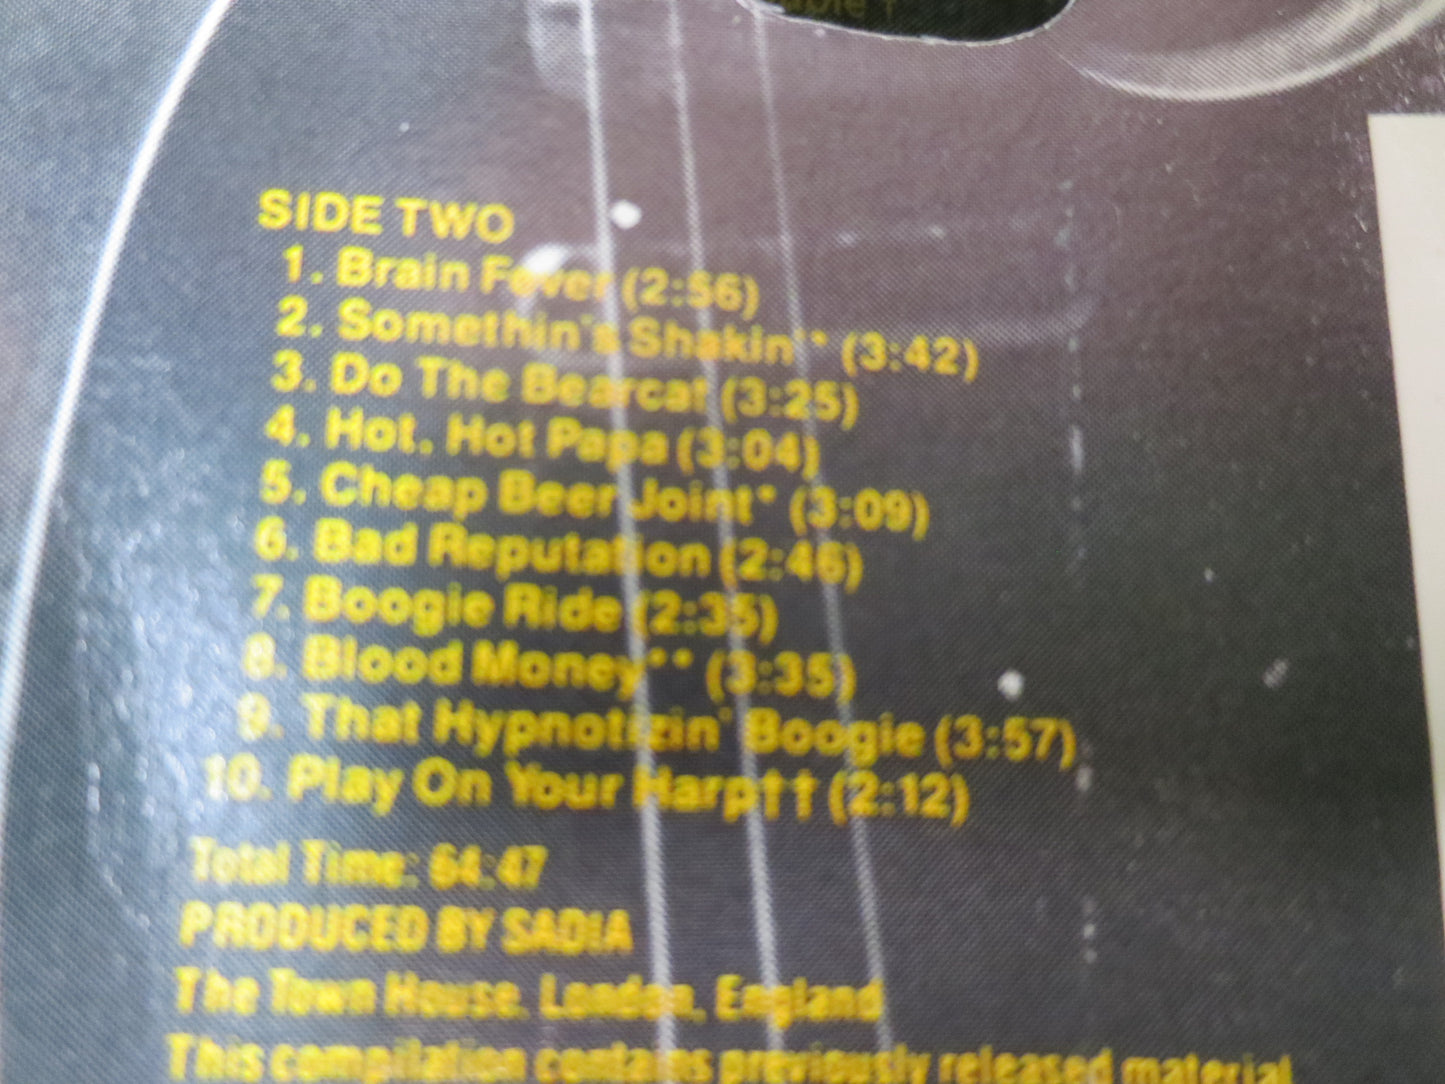 SIDE TWO
1. Brain Fever (2:56)
2. Somethin's Shakin'* (3:42)
3. Do The Bearcat (3:25)
4. Hot, Hot Papa (3:04)
5. Cheap Beer Joint* (3:09)
6. Bad Reputation (2:46)
7. Boogie Ride (2:35)
8. Blood Money** (3:35)
9. That Hypnotizin' Boogie (3:57)
10. Play On Your Harp†† (2:12)
Total Time: 64:47
PRODUCED BY SADIA
The Town House, London, England
This compilation contains previously released material